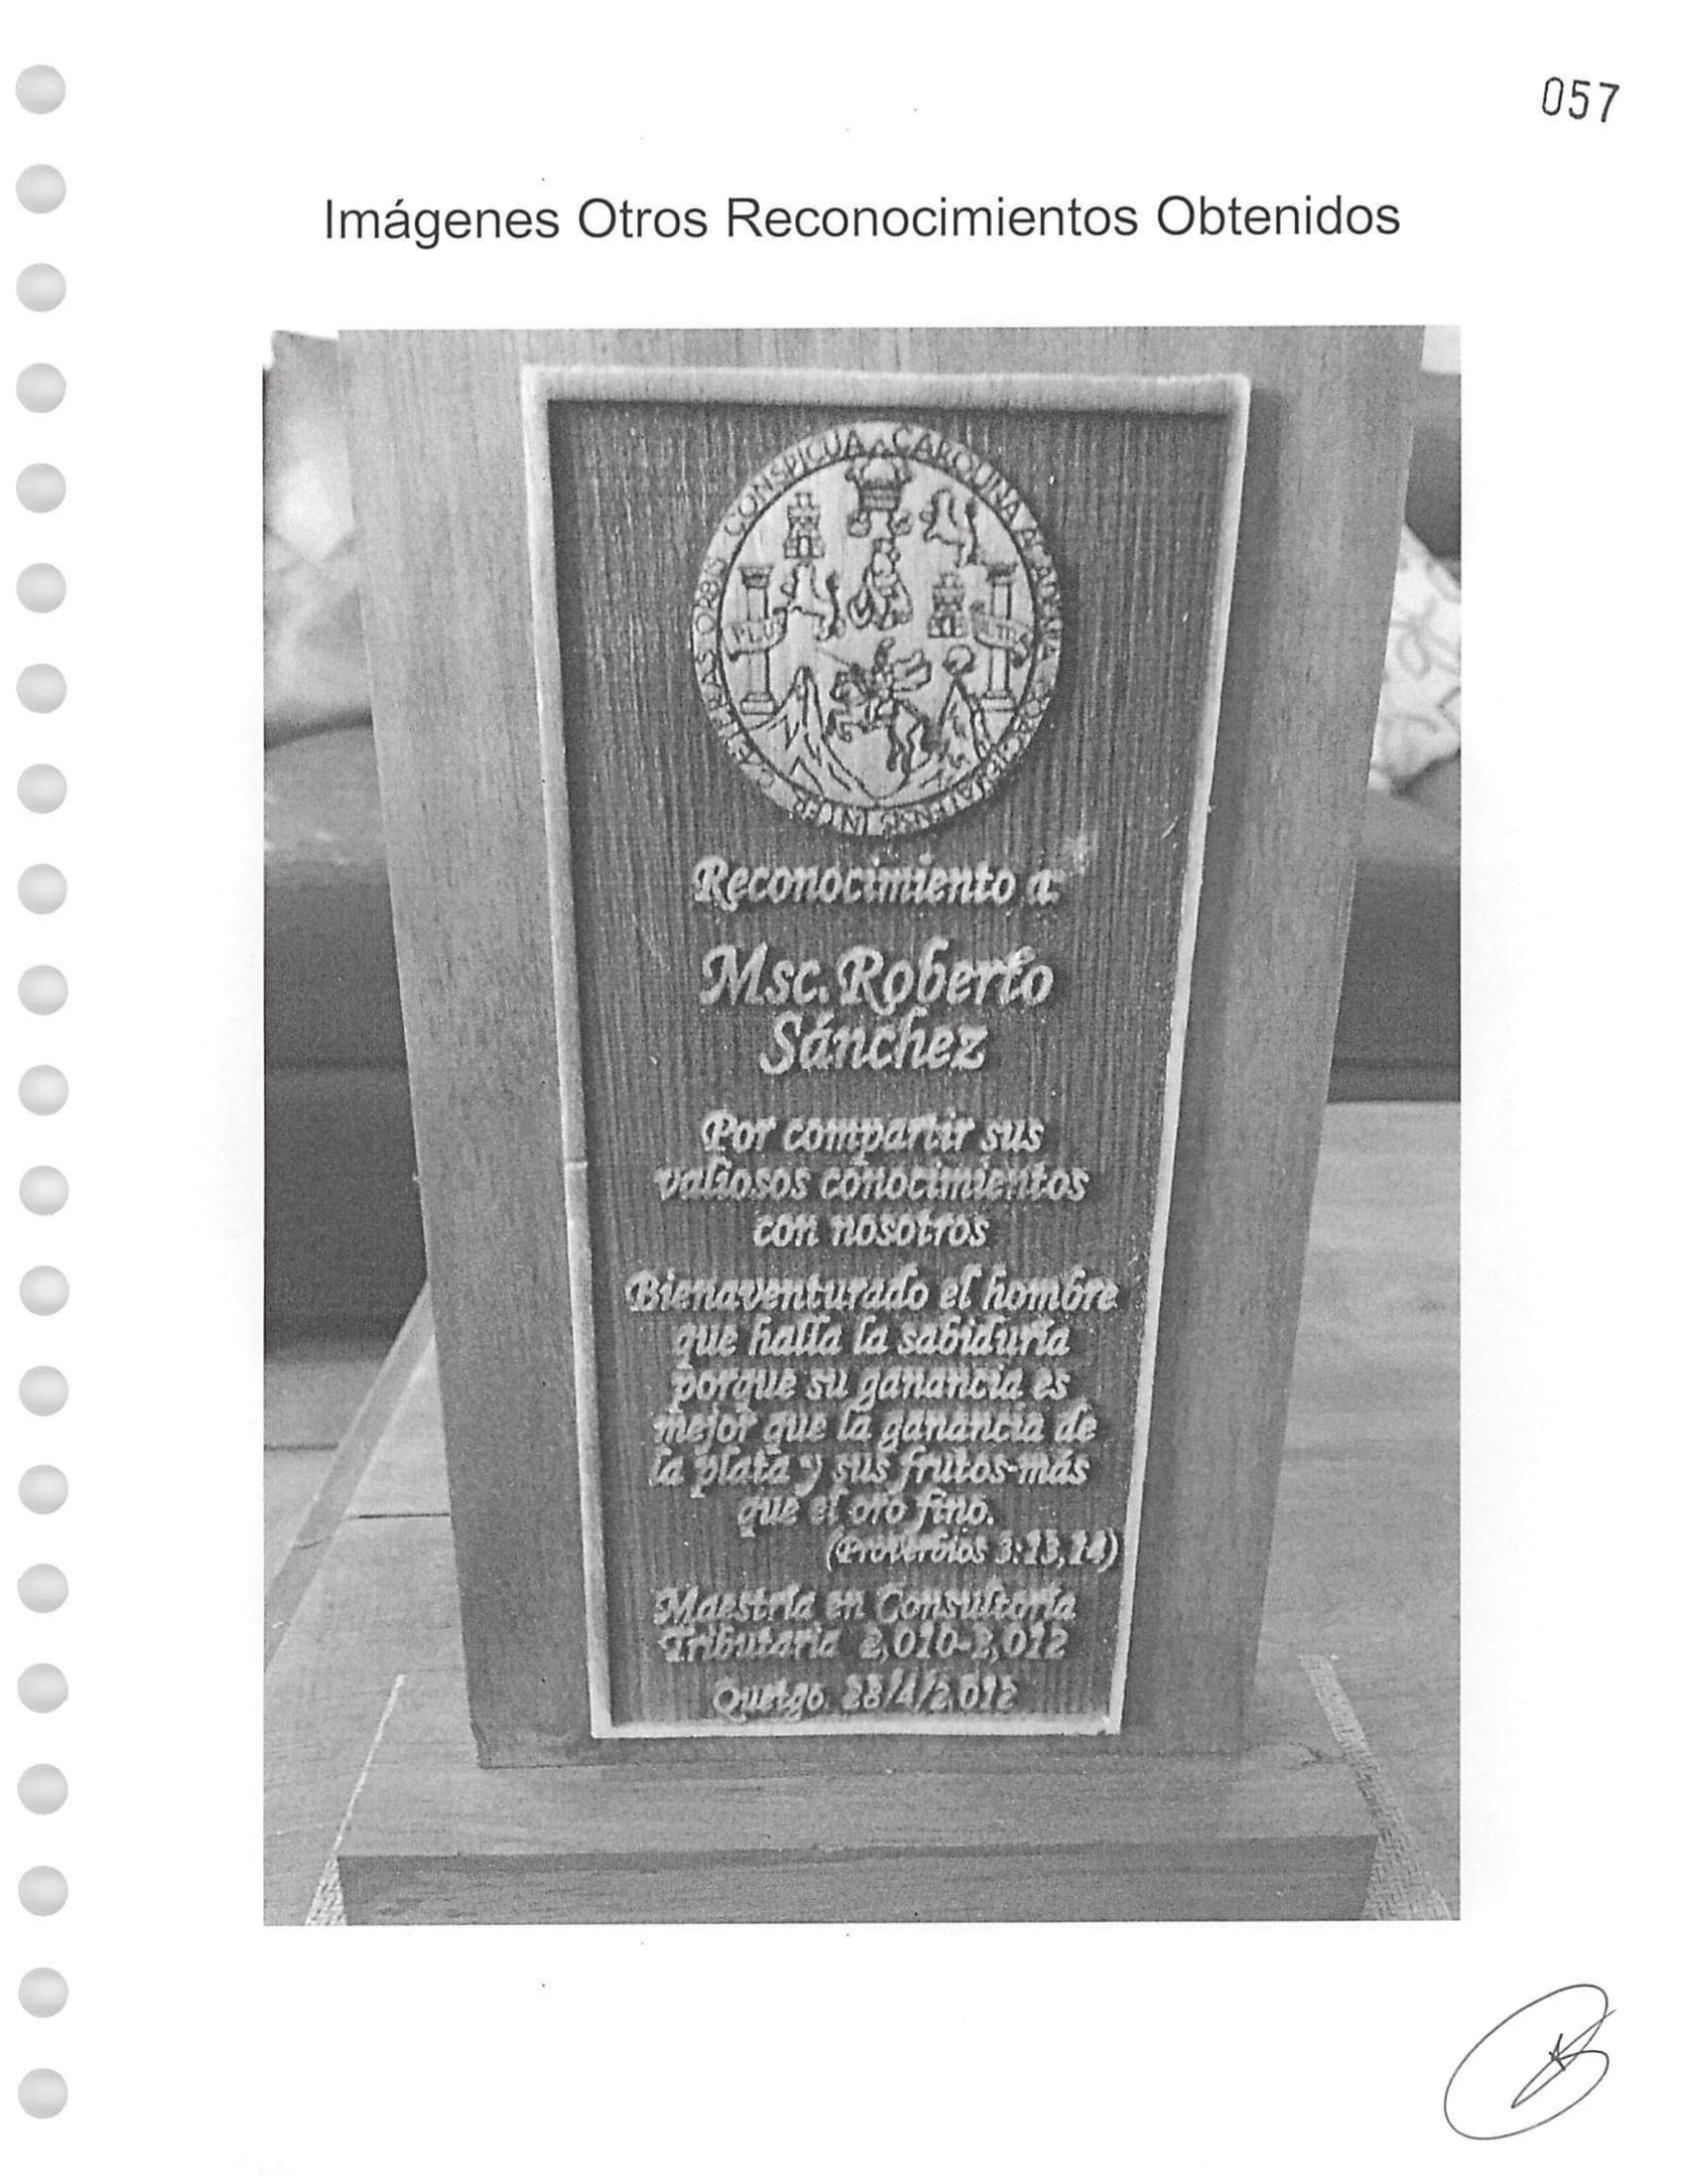 057
Imágenes Otros Reconocimientos Obtenidos
CONSPICUA CAROLINA ACADEMIA COACTEMALENSIS INTER CAETERAS ORBIS
PLUS
Reconocimiento a:
Msc. Roberto
Sánchez
Por compartir sus
valiosos conocimientos
con nosotros
Bienaventurado el hombre
que halla la sabiduría
porque su ganancia es
mejor que la ganancia de
la plata y sus frutos más
que el oro fino.
(Proverbios 3:13,14)
Maestría en Consultoría
Tributaria 2,010-2,012
Quetgo. 28/4/2,012